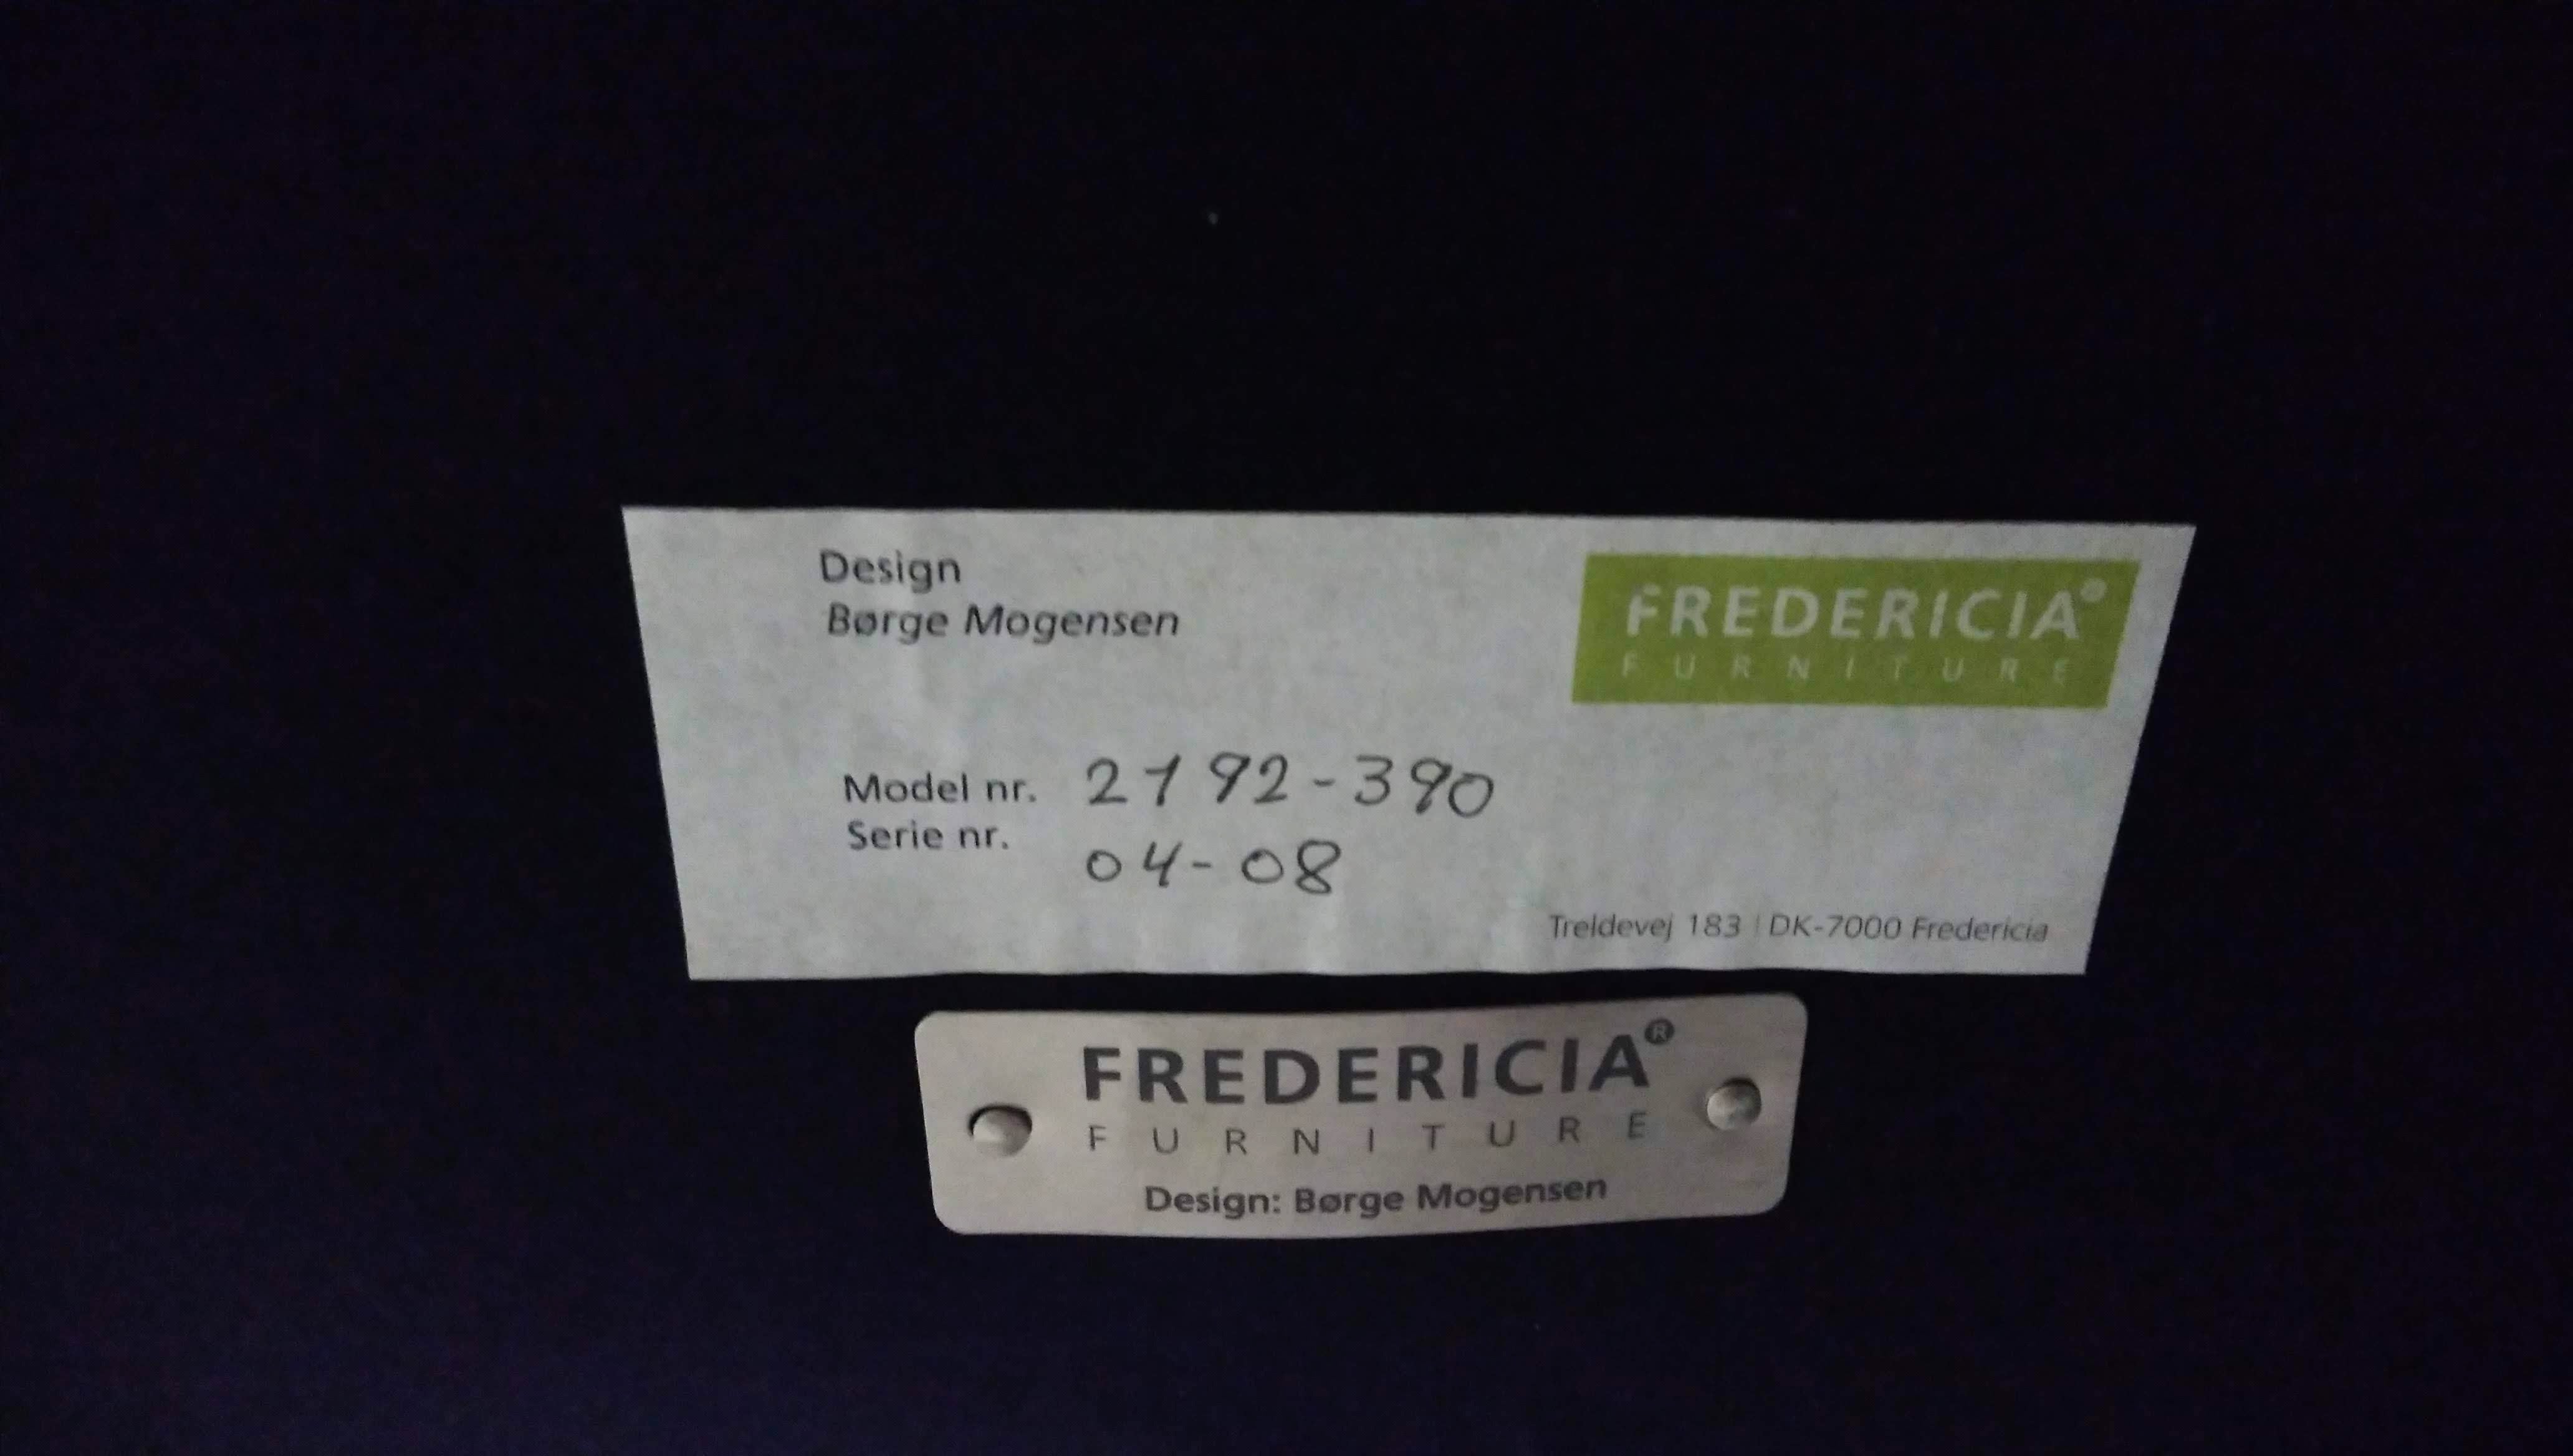 Design
Børge Mogensen
FREDERICIA®
FURNITURE
Model nr. 2192-390
Serie nr. 04-08
Treldevej 183 | DK-7000 Fredericia
FREDERICIA®
FURNITURE
Design: Børge Mogensen